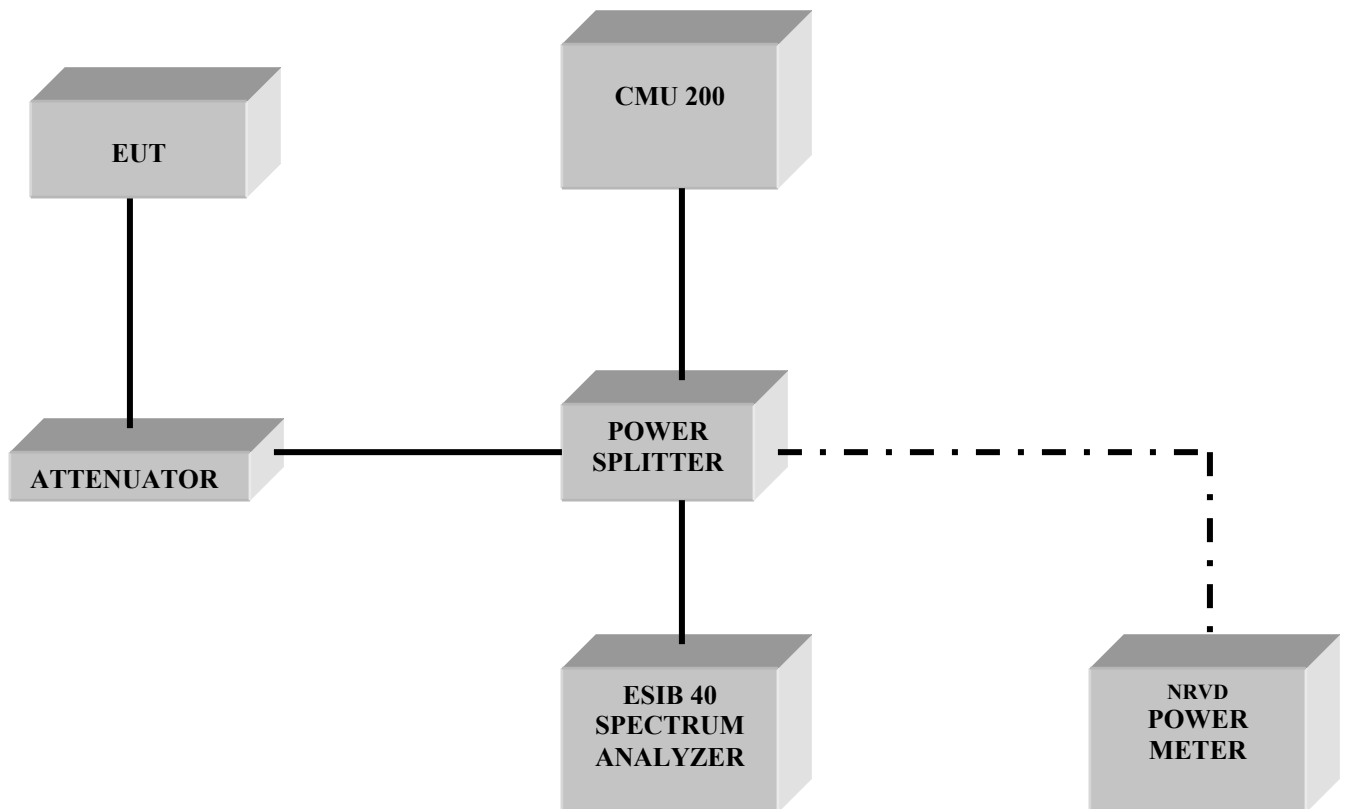 CMU 200
EUT
POWER
SPLITTER
ATTENUATOR
ESIB 40
SPECTRUM
ANALYZER
NRVD
POWER
METER